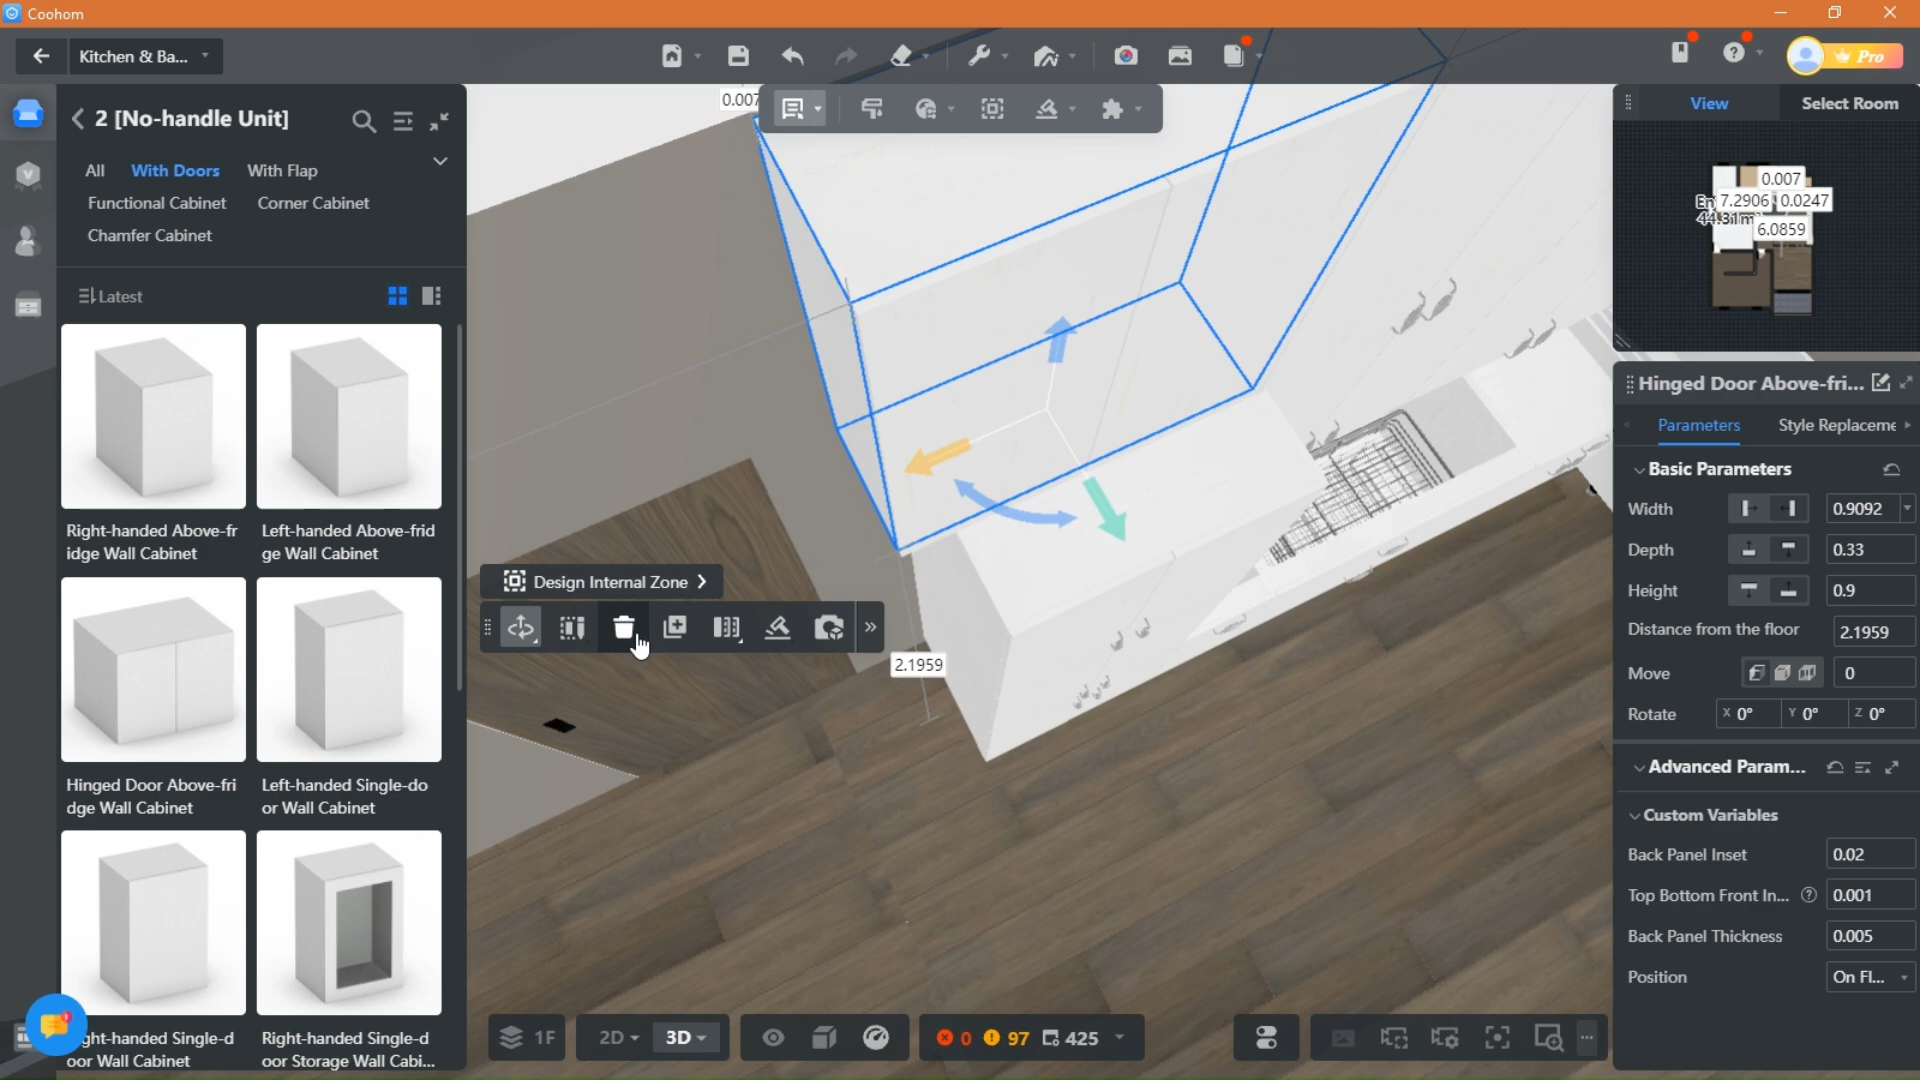 Coohom
Kitchen & Ba...
Pro
2 [No-handle Unit]
All
With Doors
With Flap
Functional Cabinet
Corner Cabinet
Chamfer Cabinet
Latest
Right-handed Above-fr
idge Wall Cabinet
Left-handed Above-frid
ge Wall Cabinet
Hinged Door Above-fri
dge Wall Cabinet
Left-handed Single-do
or Wall Cabinet
ght-handed Single-d
oor Wall Cabinet
Right-handed Single-d
oor Storage Wall Cabi...
0.007
Design Internal Zone
2.1959
1F
2D
3D
0
97
425
View
Select Room
0.007
7.2906
0.0247
44.31m
6.0859
Hinged Door Above-fri...
Parameters
Style Replaceme
Basic Parameters
Width
0.9092
Depth
0.33
Height
0.9
Distance from the floor
2.1959
Move
0
Rotate
X 0°
Y 0°
Z 0°
Advanced Param...
Custom Variables
Back Panel Inset
0.02
Top Bottom Front In...
0.001
Back Panel Thickness
0.005
Position
On Fl...